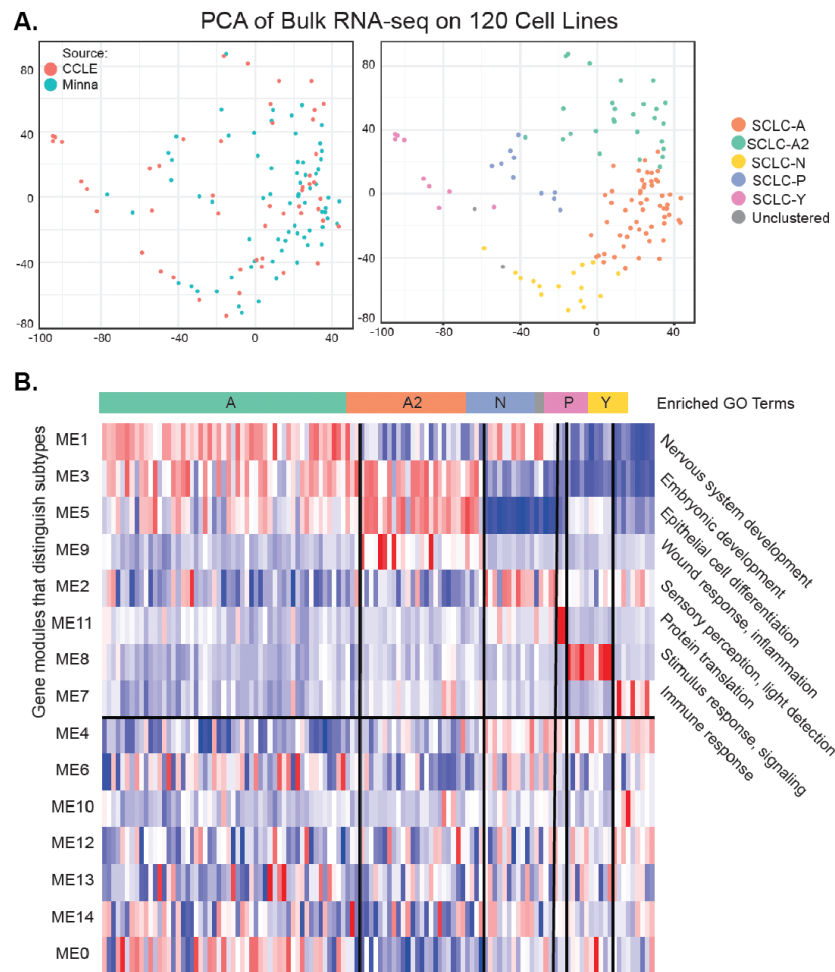 A.
PCA of Bulk RNA-seq on 120 Cell Lines
Source:
CCLE
Minna
80
40
0
-40
-80
-100
-80
-40
0
40
80
40
0
-40
-80
-100
-80
-40
0
40
SCLC-A
SCLC-A2
SCLC-N
SCLC-P
SCLC-Y
Unclustered
B.
A
A2
N
P
Y
Enriched GO Terms
Gene modules that distinguish subtypes
ME1
ME3
ME5
ME9
ME2
ME11
ME8
ME7
ME4
ME6
ME10
ME12
ME13
ME14
ME0
Nervous system development
Embryonic development
Epithelial cell differentiation
Wound response, inflammation
Sensory perception, light detection
Protein translation
Stimulus response, signaling
Immune response